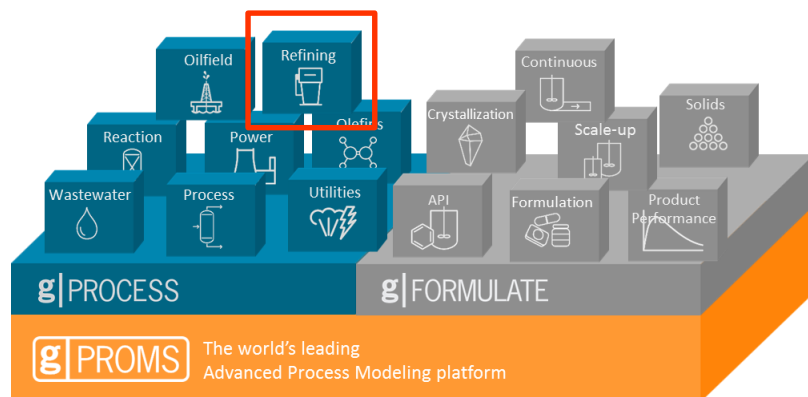 Oilfield
Refining
Continuous
Reaction
Power
Olefins
Crystallization
Scale-up
Solids
Wastewater
Process
Utilities
API
Formulation
Product
Performance
g|PROCESS
g|FORMULATE
g|PROMS
The world's leading
Advanced Process Modeling platform